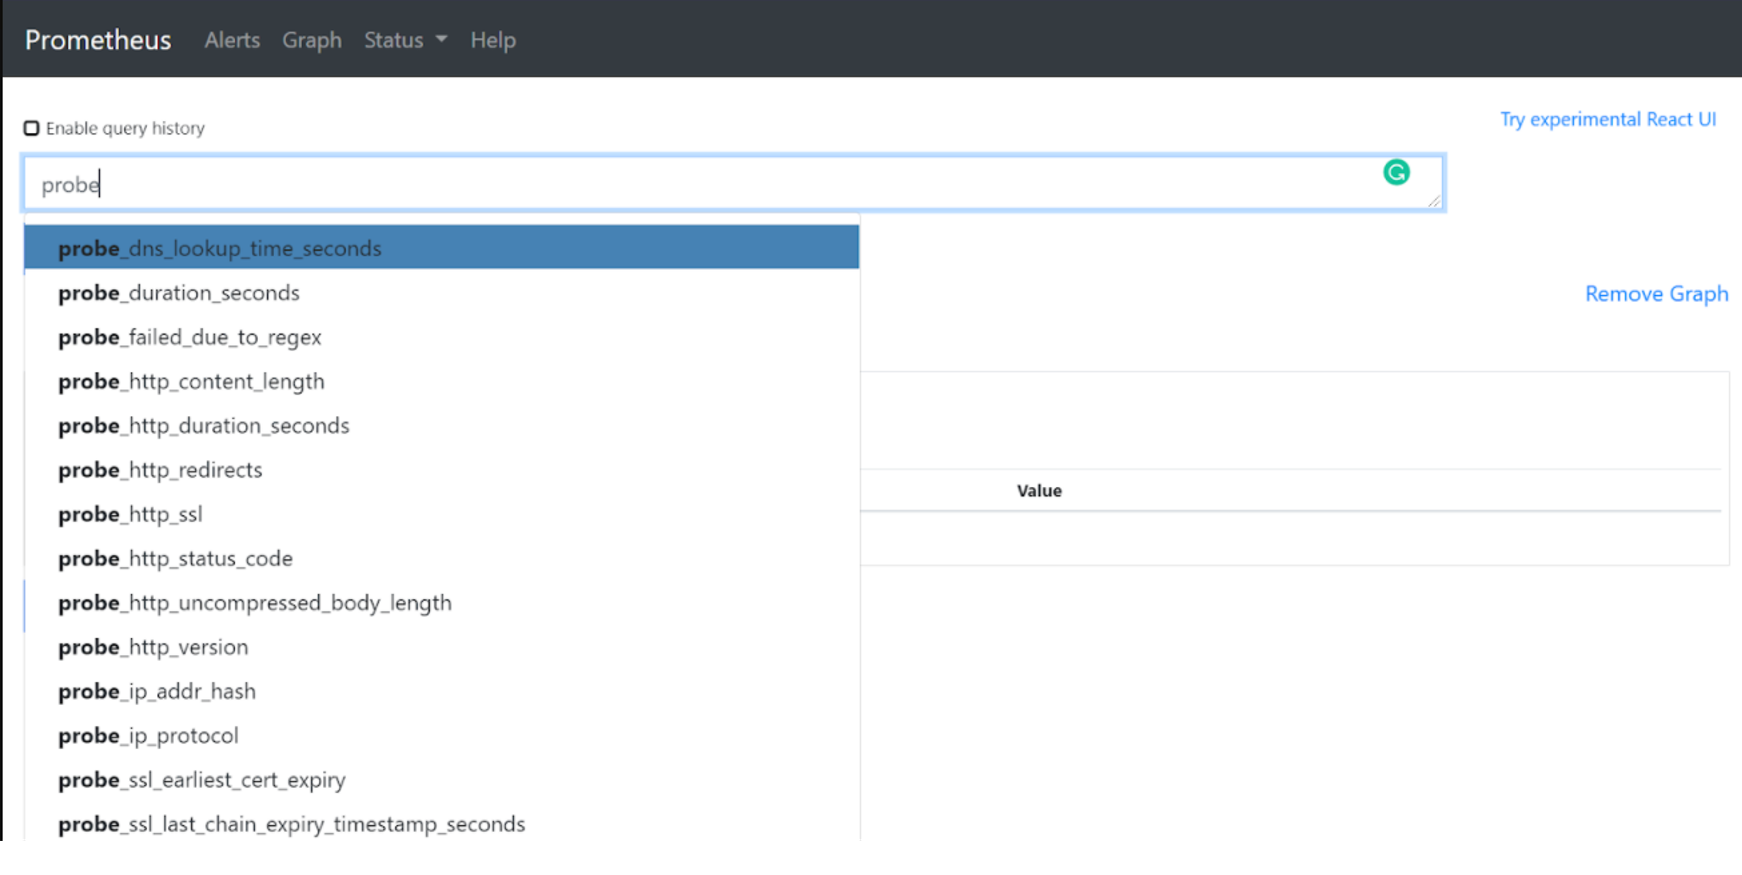 Prometheus Alerts Graph Status Help
Enable query history
Try experimental React UI
probe
probe_dns_lookup_time_seconds
probe_duration_seconds
Remove Graph
probe_failed_due_to_regex
probe_http_content_length
probe_http_duration_seconds
probe_http_redirects
Value
probe_http_ssl
probe_http_status_code
probe_http_uncompressed_body_length
probe_http_version
probe_ip_addr_hash
probe_ip_protocol
probe_ssl_earliest_cert_expiry
probe_ssl_last_chain_expiry_timestamp_seconds